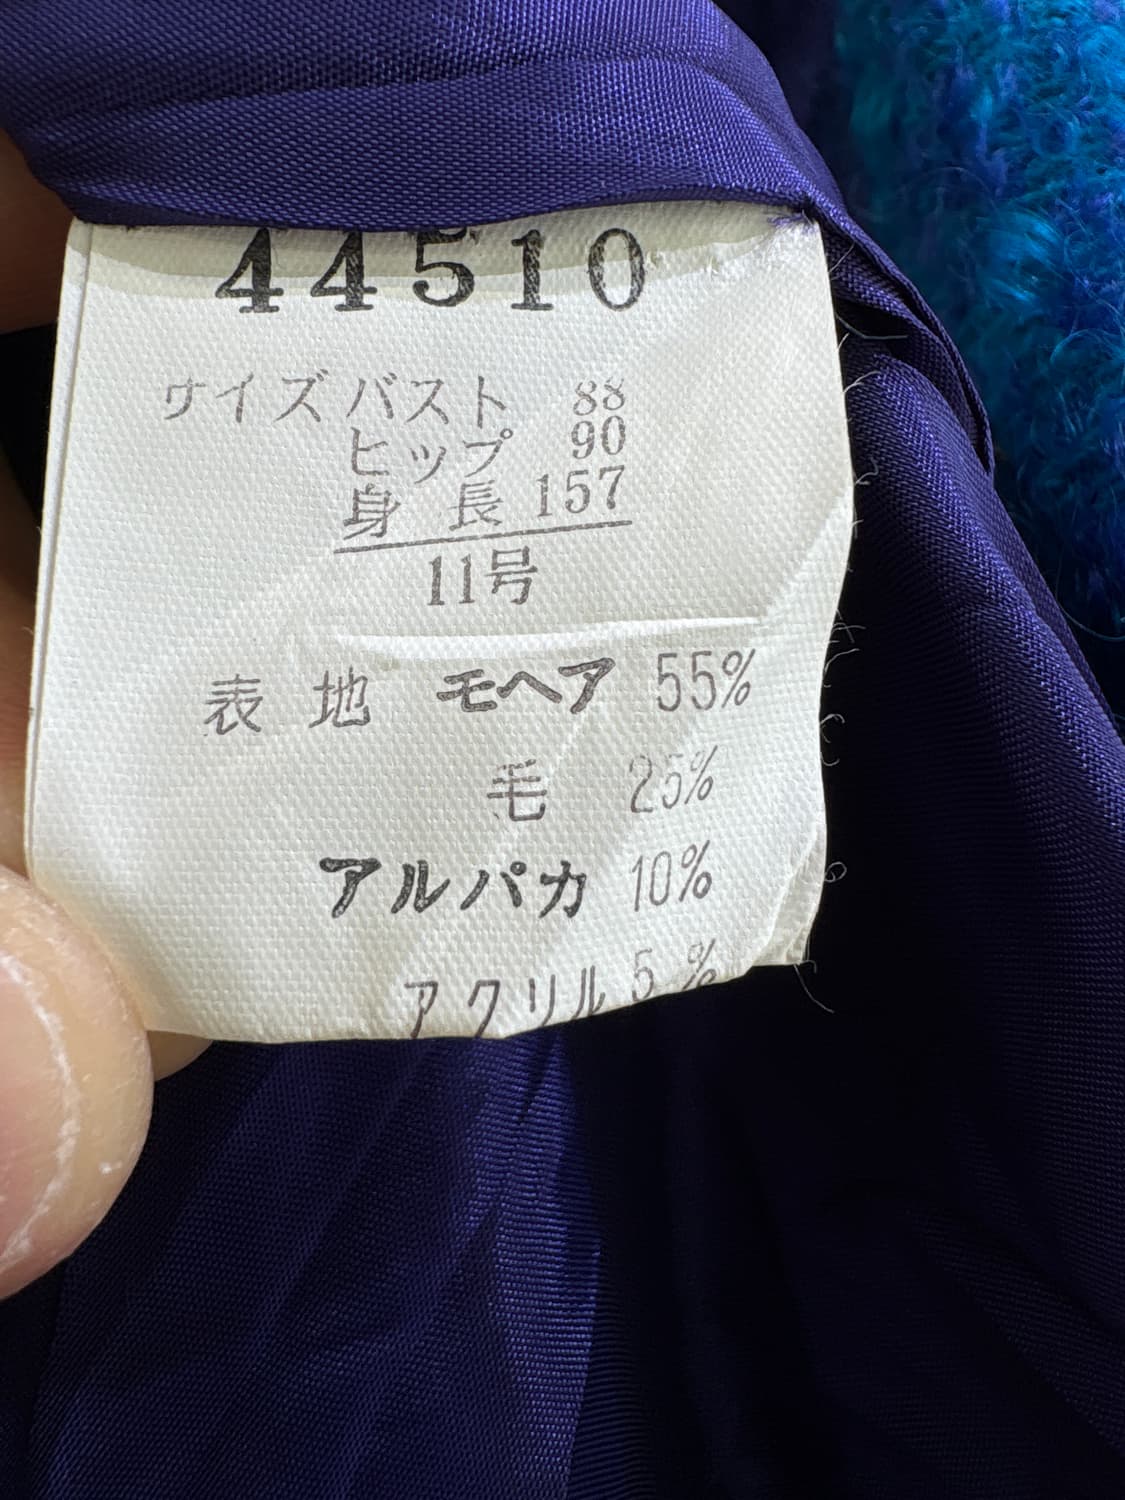 44510
サイズ バスト 88
ヒップ 90
身長 157
11号
表地 モヘア 55%
毛 25%
アルパカ 10%
アクリル 5%